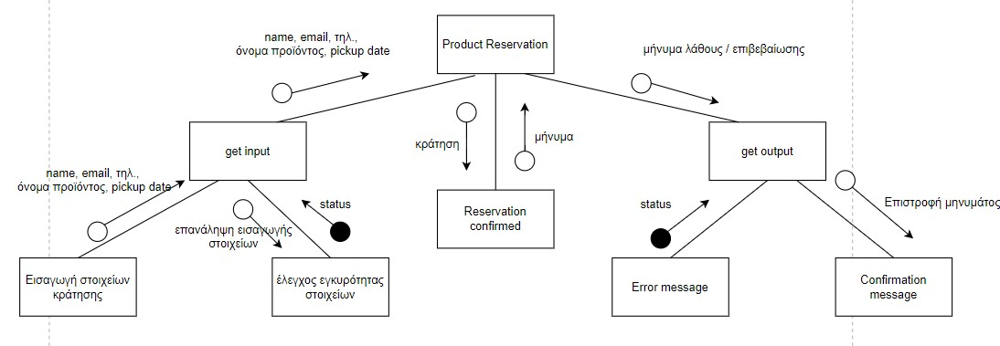 name, email, τηλ.,
όνομα προϊόντος, pickup date
Product Reservation
μήνυμα λάθους / επιβεβαίωσης
get input
κράτηση
μήνυμα
get output
name, email, τηλ.,
όνομα προϊόντος, pickup date
επανάληψη εισαγωγής
στοιχείων
status
Reservation
confirmed
status
Επιστροφή μηνυμάτος
Εισαγωγή στοιχείων
κράτησης
έλεγχος εγκυρότητας
στοιχείων
Error message
Confirmation
message